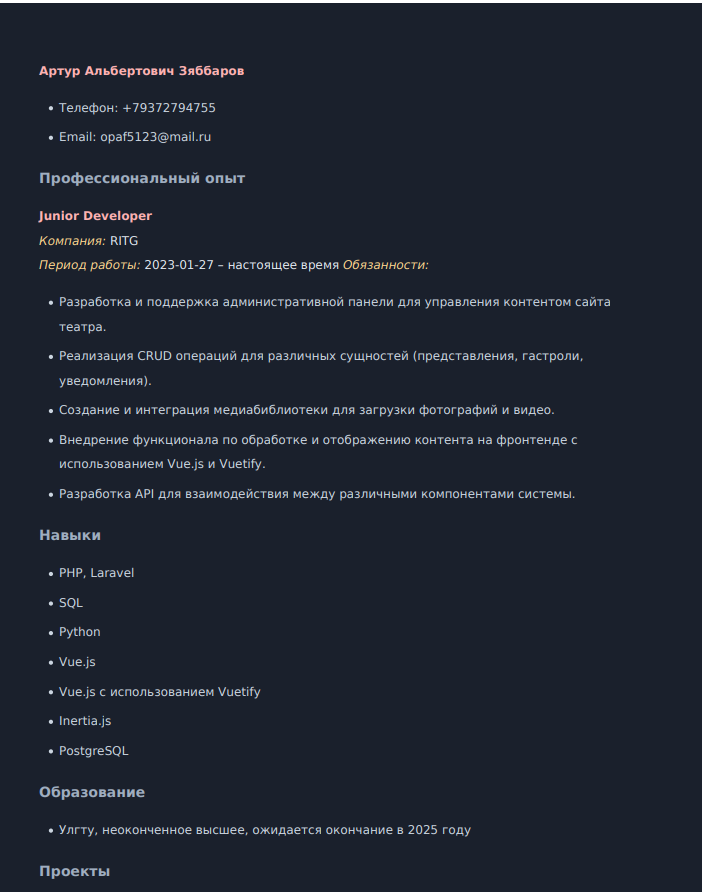 Артур Альбертович Зяббаров
• Телефон: +79372794755
• Email: opaf5123@mail.ru
Профессиональный опыт
Junior Developer
Компания: RITG
Период работы: 2023-01-27 – настоящее время Обязанности:
• Разработка и поддержка административной панели для управления контентом сайта
театра.
• Реализация CRUD операций для различных сущностей (представления, гастроли,
уведомления).
• Создание и интеграция медиабиблиотеки для загрузки фотографий и видео.
• Внедрение функционала по обработке и отображению контента на фронтенде с
использованием Vue.js и Vuetify.
• Разработка API для взаимодействия между различными компонентами системы.
Навыки
• PHP, Laravel
• SQL
• Python
• Vue.js
• Vue.js с использованием Vuetify
• Inertia.js
• PostgreSQL
Образование
• Улгту, неоконченное высшее, ожидается окончание в 2025 году
Проекты